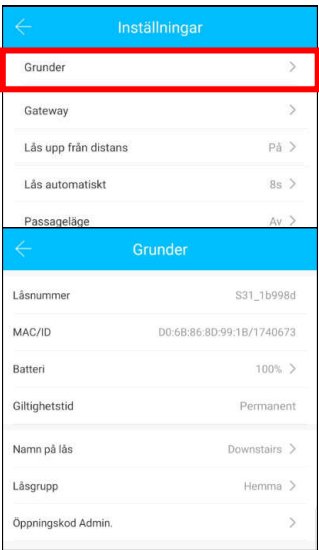 Inställningar
Grunder
Gateway
Lås upp från distans På
Lås automatiskt 8s
Passageläge Av
Grunder
Låsnummer S31_1b998d
MAC/ID D0:6B:86:8D:99:1B/1740673
Batteri 100%
Giltighetstid Permanent
Namn på lås Downstairs
Låsgrupp Hemma
Öppningskod Admin.